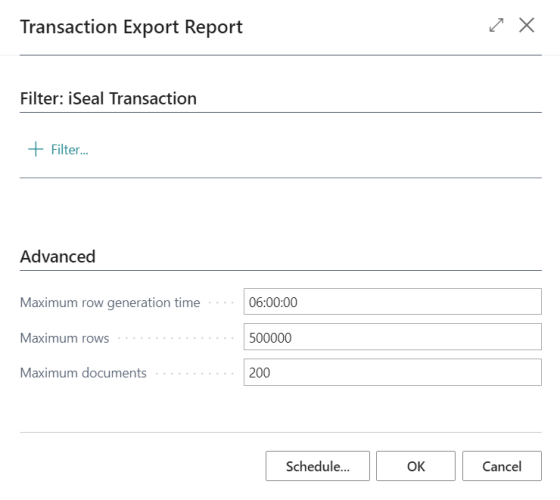 Transaction Export Report
Filter: iSeal Transaction
Filter...
Advanced
Maximum row generation time 06:00:00
Maximum rows 500000
Maximum documents 200
Schedule... OK Cancel